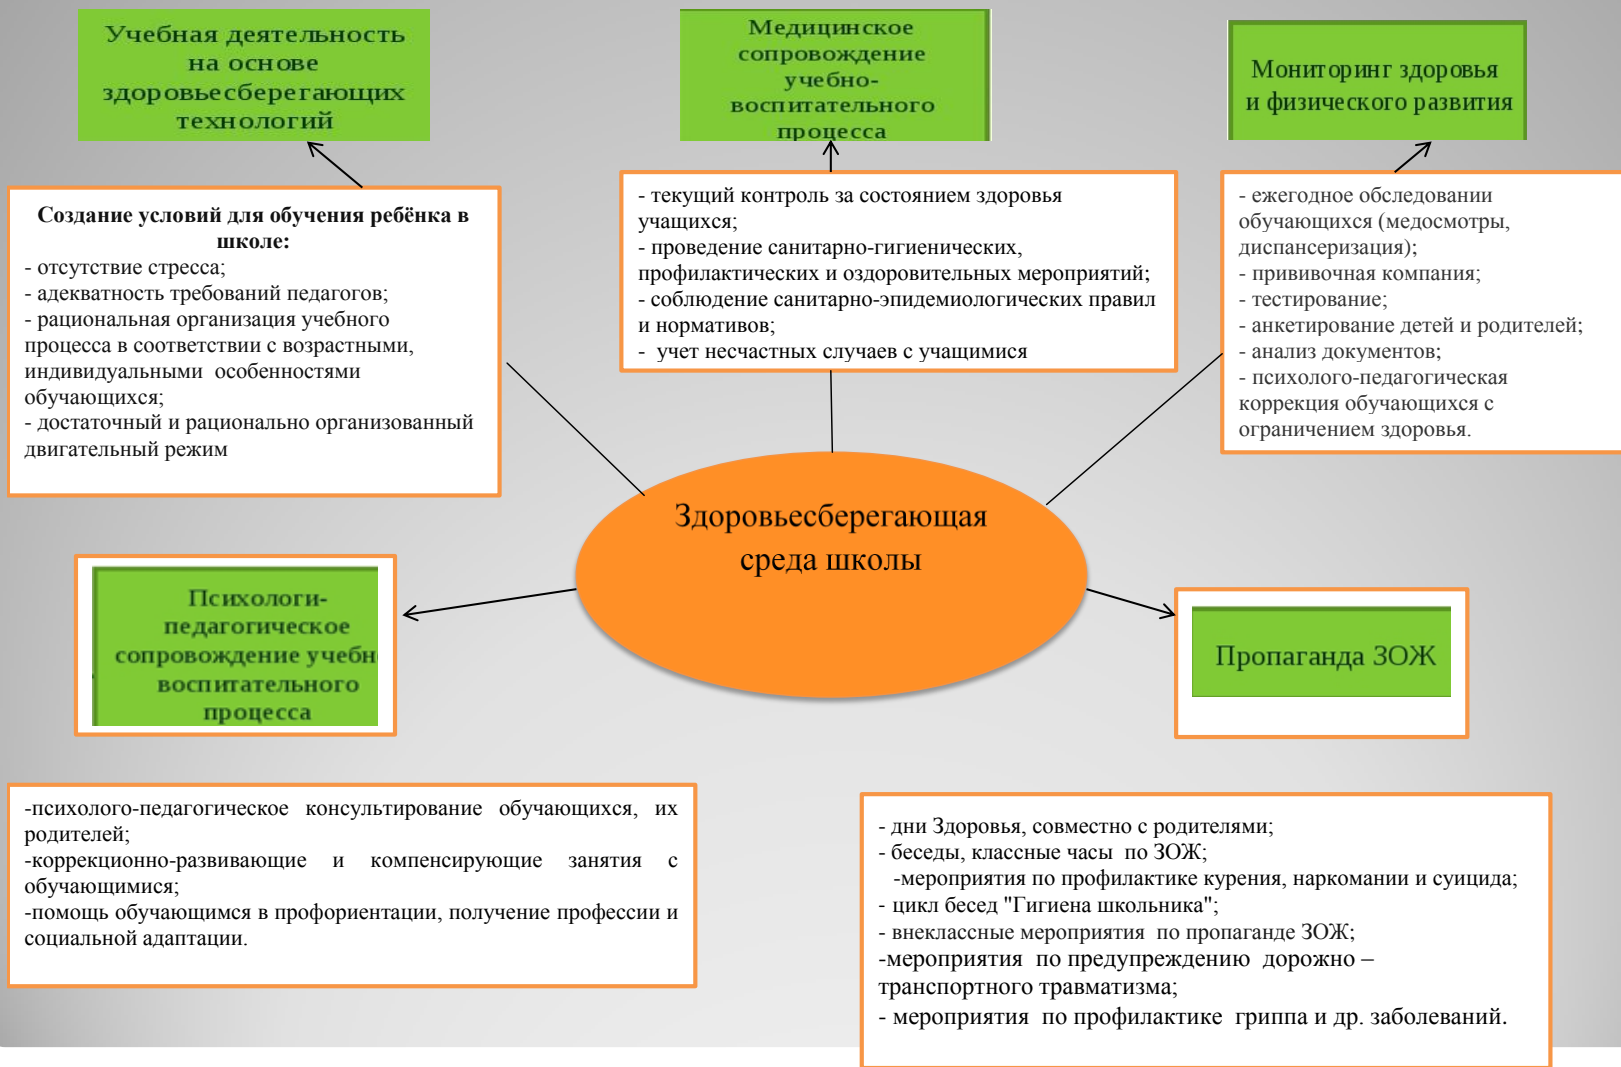 Учебная деятельность
на основе
здоровьесберегающих
технологий
Медицинское
сопровождение
учебно-
воспитательного
процесса
Мониторинг здоровья
и физического развития
Создание условий для обучения ребёнка в
школе:
- отсутствие стресса;
- адекватность требований педагогов;
- рациональная организация учебного
процесса в соответствии с возрастными,
индивидуальными особенностями
обучающихся;
- достаточный и рационально организованный
двигательный режим
- текущий контроль за состоянием здоровья
учащихся;
- проведение санитарно-гигиенических,
профилактических и оздоровительных мероприятий;
- соблюдение санитарно-эпидемиологических правил
и нормативов;
- учет несчастных случаев с учащимися
- ежегодное обследовании
обучающихся (медосмотры,
диспансеризация);
- прививочная компания;
- тестирование;
- анкетирование детей и родителей;
- анализ документов;
- психолого-педагогическая
коррекция обучающихся с
ограничением здоровья.
Здоровьесберегающая
среда школы
Психологи-
педагогическое
сопровождение учебн
воспитательного
процесса
Пропаганда ЗОЖ
-психолого-педагогическое консультирование обучающихся, их
родителей;
-коррекционно-развивающие и компенсирующие занятия с
обучающимися;
-помощь обучающимся в профориентации, получение профессии и
социальной адаптации.
- дни Здоровья, совместно с родителями;
- беседы, классные часы по ЗОЖ;
-мероприятия по профилактике курения, наркомании и суицида;
- цикл бесед "Гигиена школьника";
- внеклассные мероприятия по пропаганде ЗОЖ;
-мероприятия по предупреждению дорожно –
транспортного травматизма;
- мероприятия по профилактике гриппа и др. заболеваний.